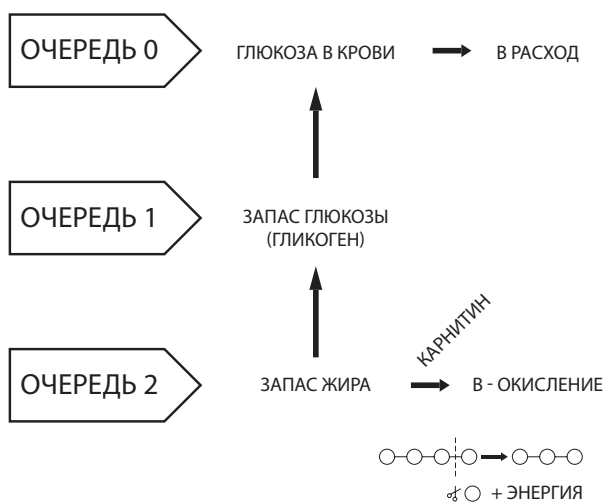 ОЧЕРЕДЬ 0
ГЛЮКОЗА В КРОВИ
В РАСХОД
ОЧЕРЕДЬ 1
ЗАПАС ГЛЮКОЗЫ
(ГЛИКОГЕН)
ОЧЕРЕДЬ 2
ЗАПАС ЖИРА
КАРНИТИН
В - ОКИСЛЕНИЕ
+ ЭНЕРГИЯ